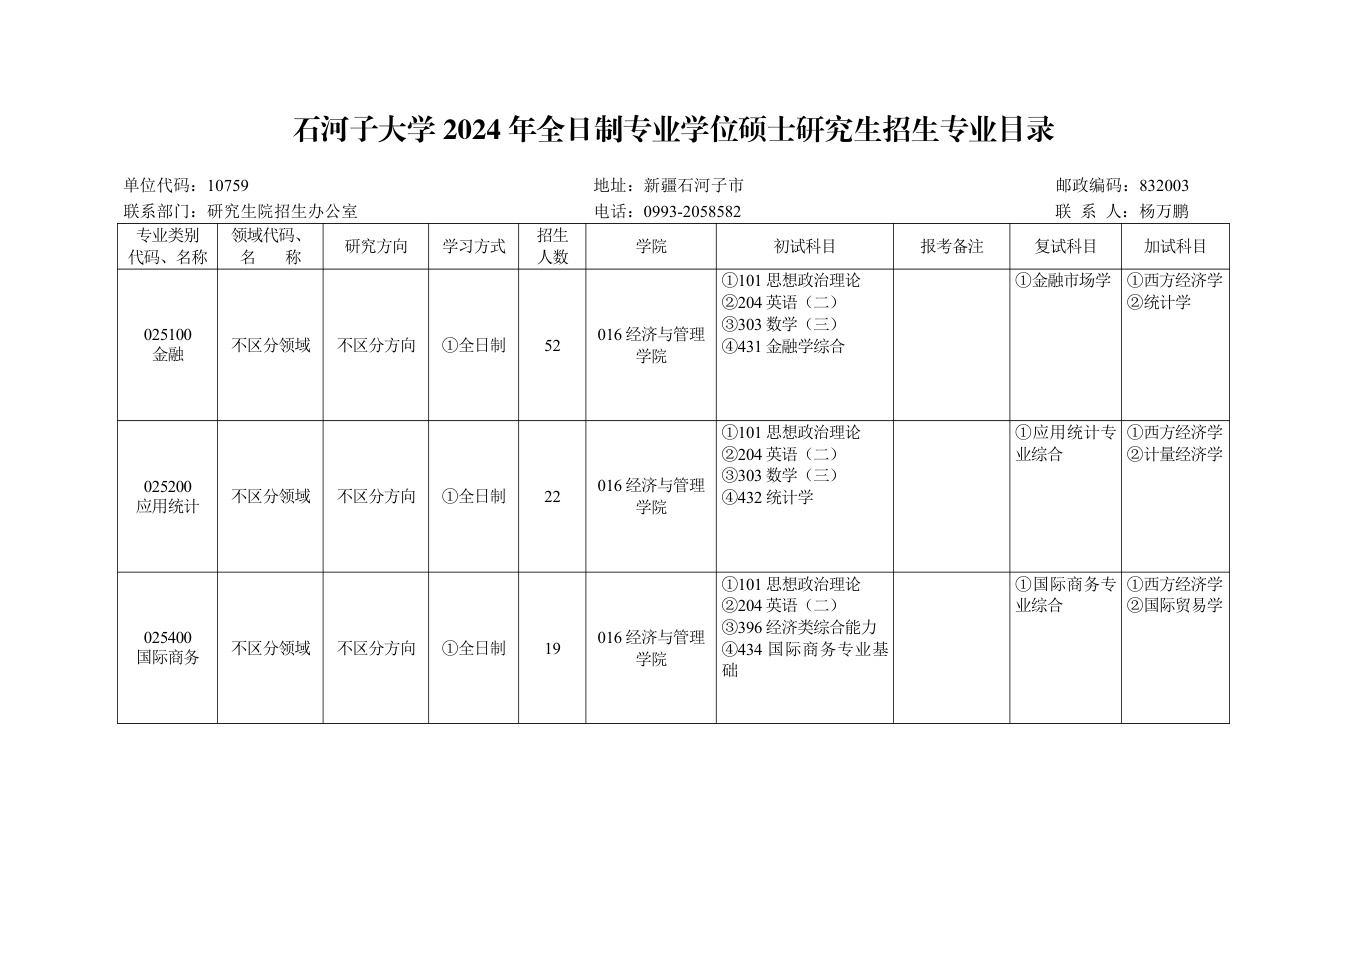 石河子大学 2024 年全日制专业学位硕士研究生招生专业目录
单位代码：10759 地址：新疆石河子市 邮政编码：832003
联系部门：研究生院招生办公室 电话：0993-2058582 联 系 人：杨万鹏
专业类别
代码、名称
领域代码、
名 称
研究方向
学习方式
招生
人数
学院
初试科目
报考备注
复试科目
加试科目
025100
金融
不区分领域
不区分方向
①全日制
52
016 经济与管理
学院
①101 思想政治理论
②204 英语（二）
③303 数学（三）
④431 金融学综合
①金融市场学
①西方经济学
②统计学
025200
应用统计
不区分领域
不区分方向
①全日制
22
016 经济与管理
学院
①101 思想政治理论
②204 英语（二）
③303 数学（三）
④432 统计学
①应用统计专
业综合
①西方经济学
②计量经济学
025400
国际商务
不区分领域
不区分方向
①全日制
19
016 经济与管理
学院
①101 思想政治理论
②204 英语（二）
③396 经济类综合能力
④434 国际商务专业基
础
①国际商务专
业综合
①西方经济学
②国际贸易学